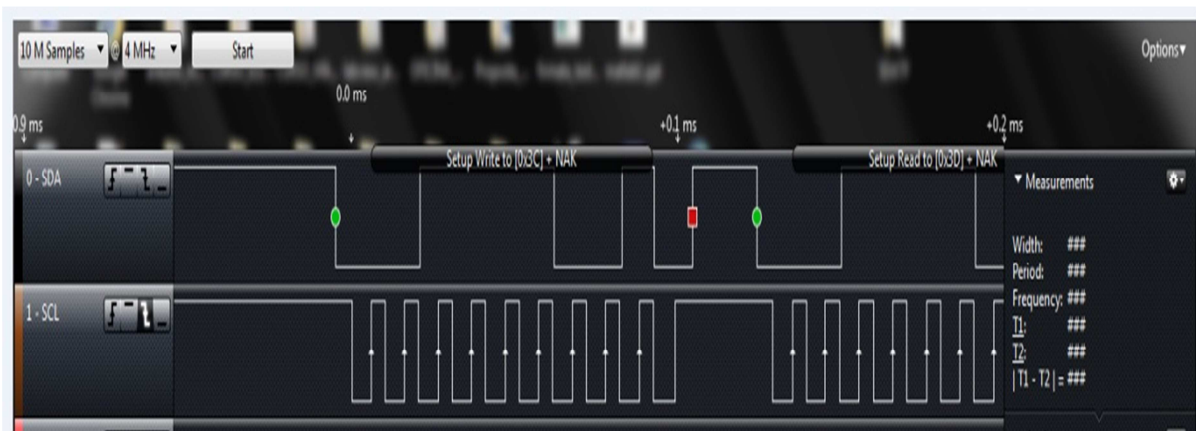 10 M Samples @ 4 MHz Start Options
0.0 ms
0.9 ms +0.1 ms +0.2 ms
Setup Write to [0x3C] + NAK Setup Read to [0x3D] + NAK
0 - SDA
Measurements
Width: ###
Period: ###
Frequency: ###
1 - SCL
T1: ###
T2: ###
| T1 - T2 | = ###